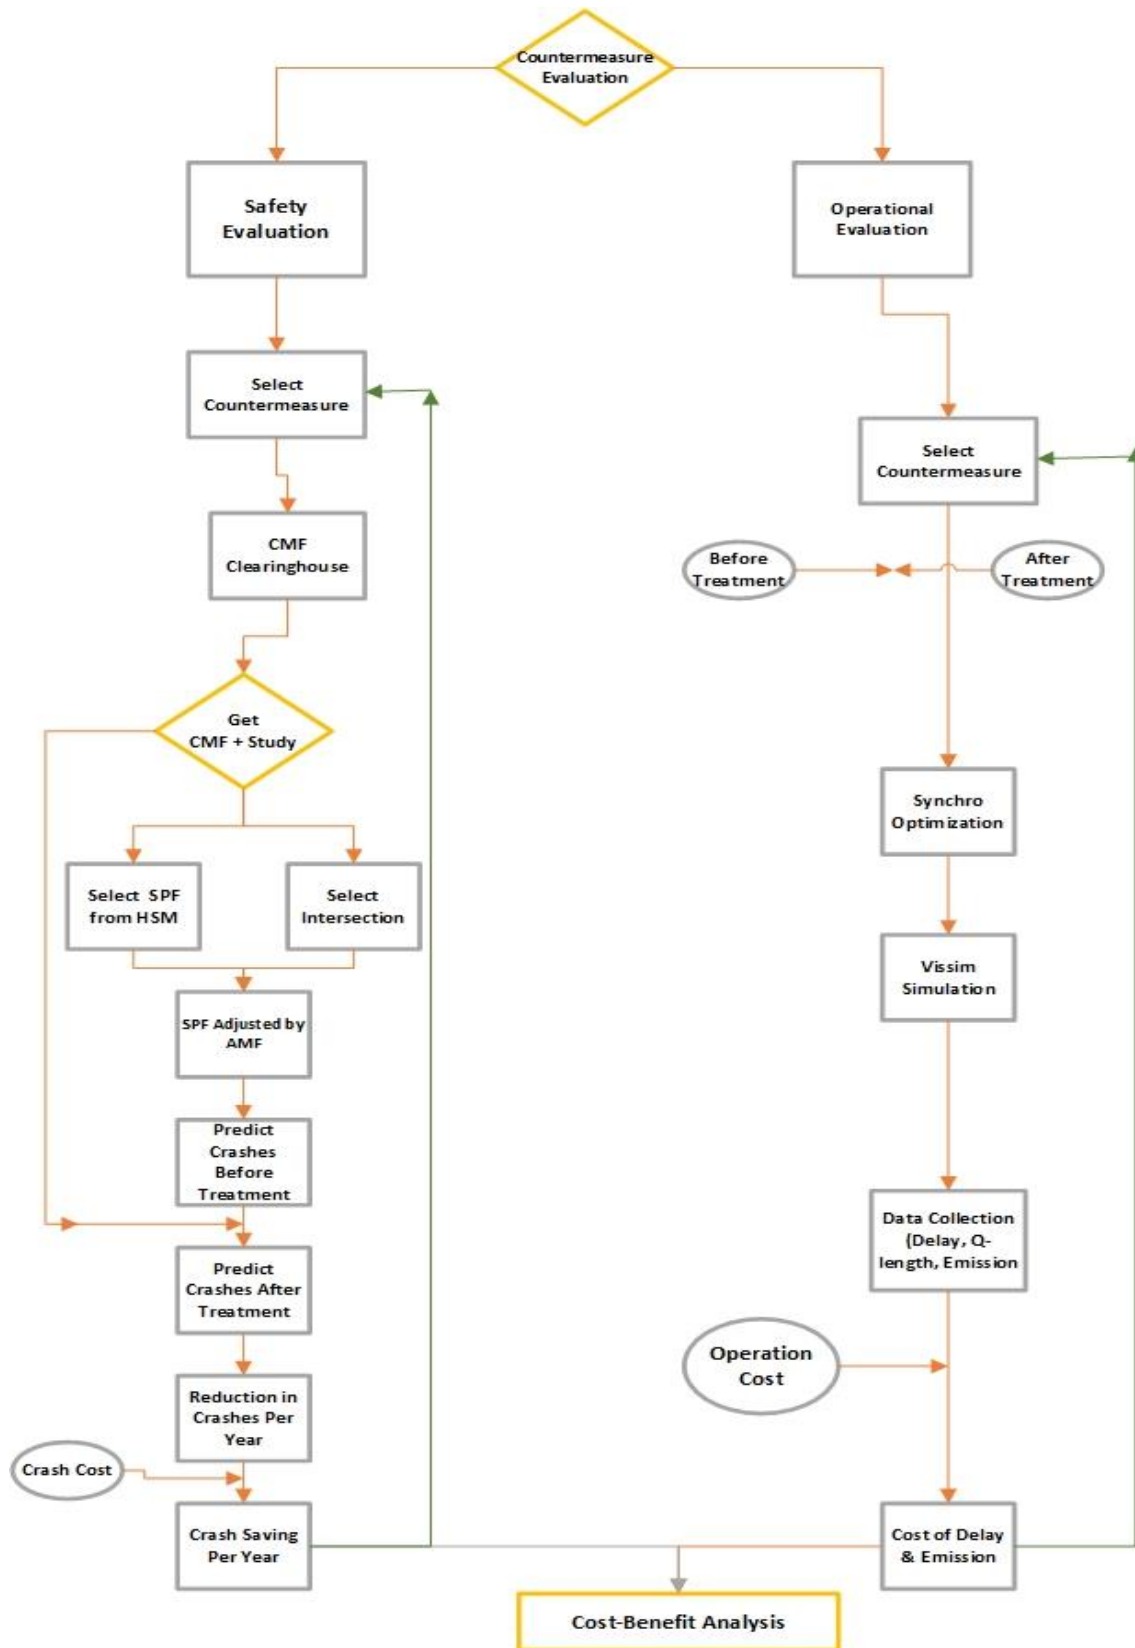 Countermeasure
Evaluation
Safety
Evaluation
Operational
Evaluation
Select
Countermeasure
Select
Countermeasure
CMF
Clearinghouse
Before
Treatment
After
Treatment
Get
CMF + Study
Synchro
Optimization
Select SPF
from HSM
Select
Intersection
Vissim
Simulation
SPF Adjusted by
AMF
Predict
Crashes
Before
Treatment
Data Collection
(Delay, Q-
length, Emission
Predict
Crashes After
Treatment
Operation
Cost
Reduction in
Crashes Per
Year
Crash Cost
Crash Saving
Per Year
Cost of Delay
& Emission
Cost-Benefit Analysis